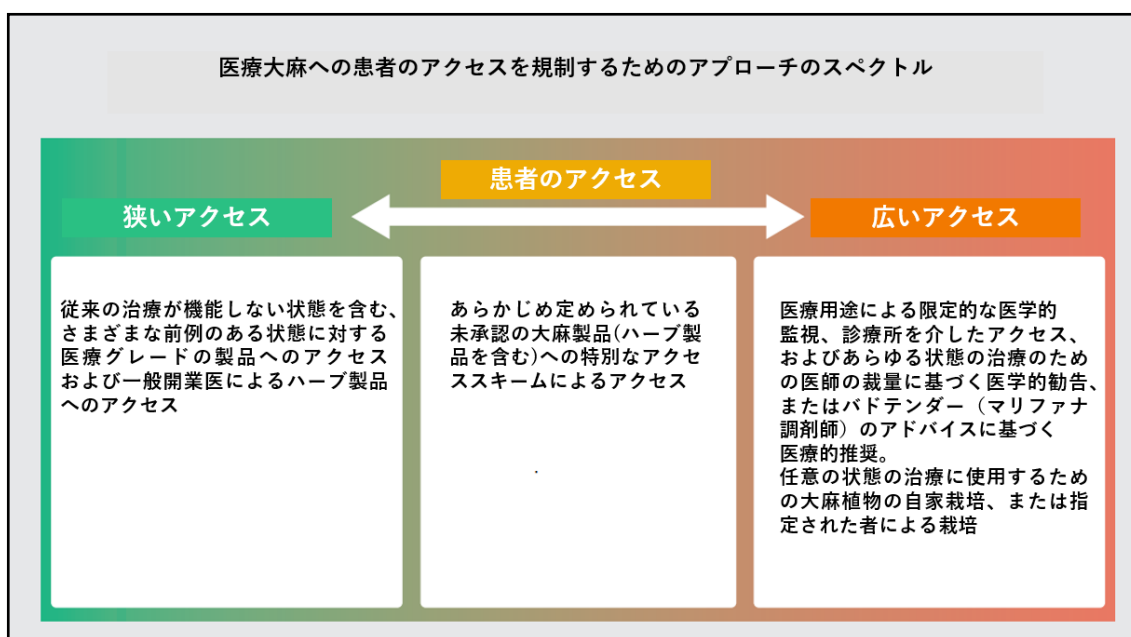 医療大麻への患者のアクセスを規制するためのアプローチのスペクトル
患者のアクセス
狭いアクセス
広いアクセス
従来の治療が機能しない状態を含む、
さまざまな前例のある状態に対する
医療グレードの製品へのアクセス
および一般開業医によるハーブ製品
へのアクセス
あらかじめ定められている
未承認の大麻製品(ハーブ製
品を含む)への特別なアクセ
ススキームによるアクセス
.
医療用途による限定的な医学的
監視、診療所を介したアクセス、
およびあらゆる状態の治療のため
の医師の裁量に基づく医学的勧告、
またはバドテンダー（マリファナ
調剤師）のアドバイスに基づく
医療的推奨。
任意の状態の治療に使用するため
の大麻植物の自家栽培、または指
定された者による栽培